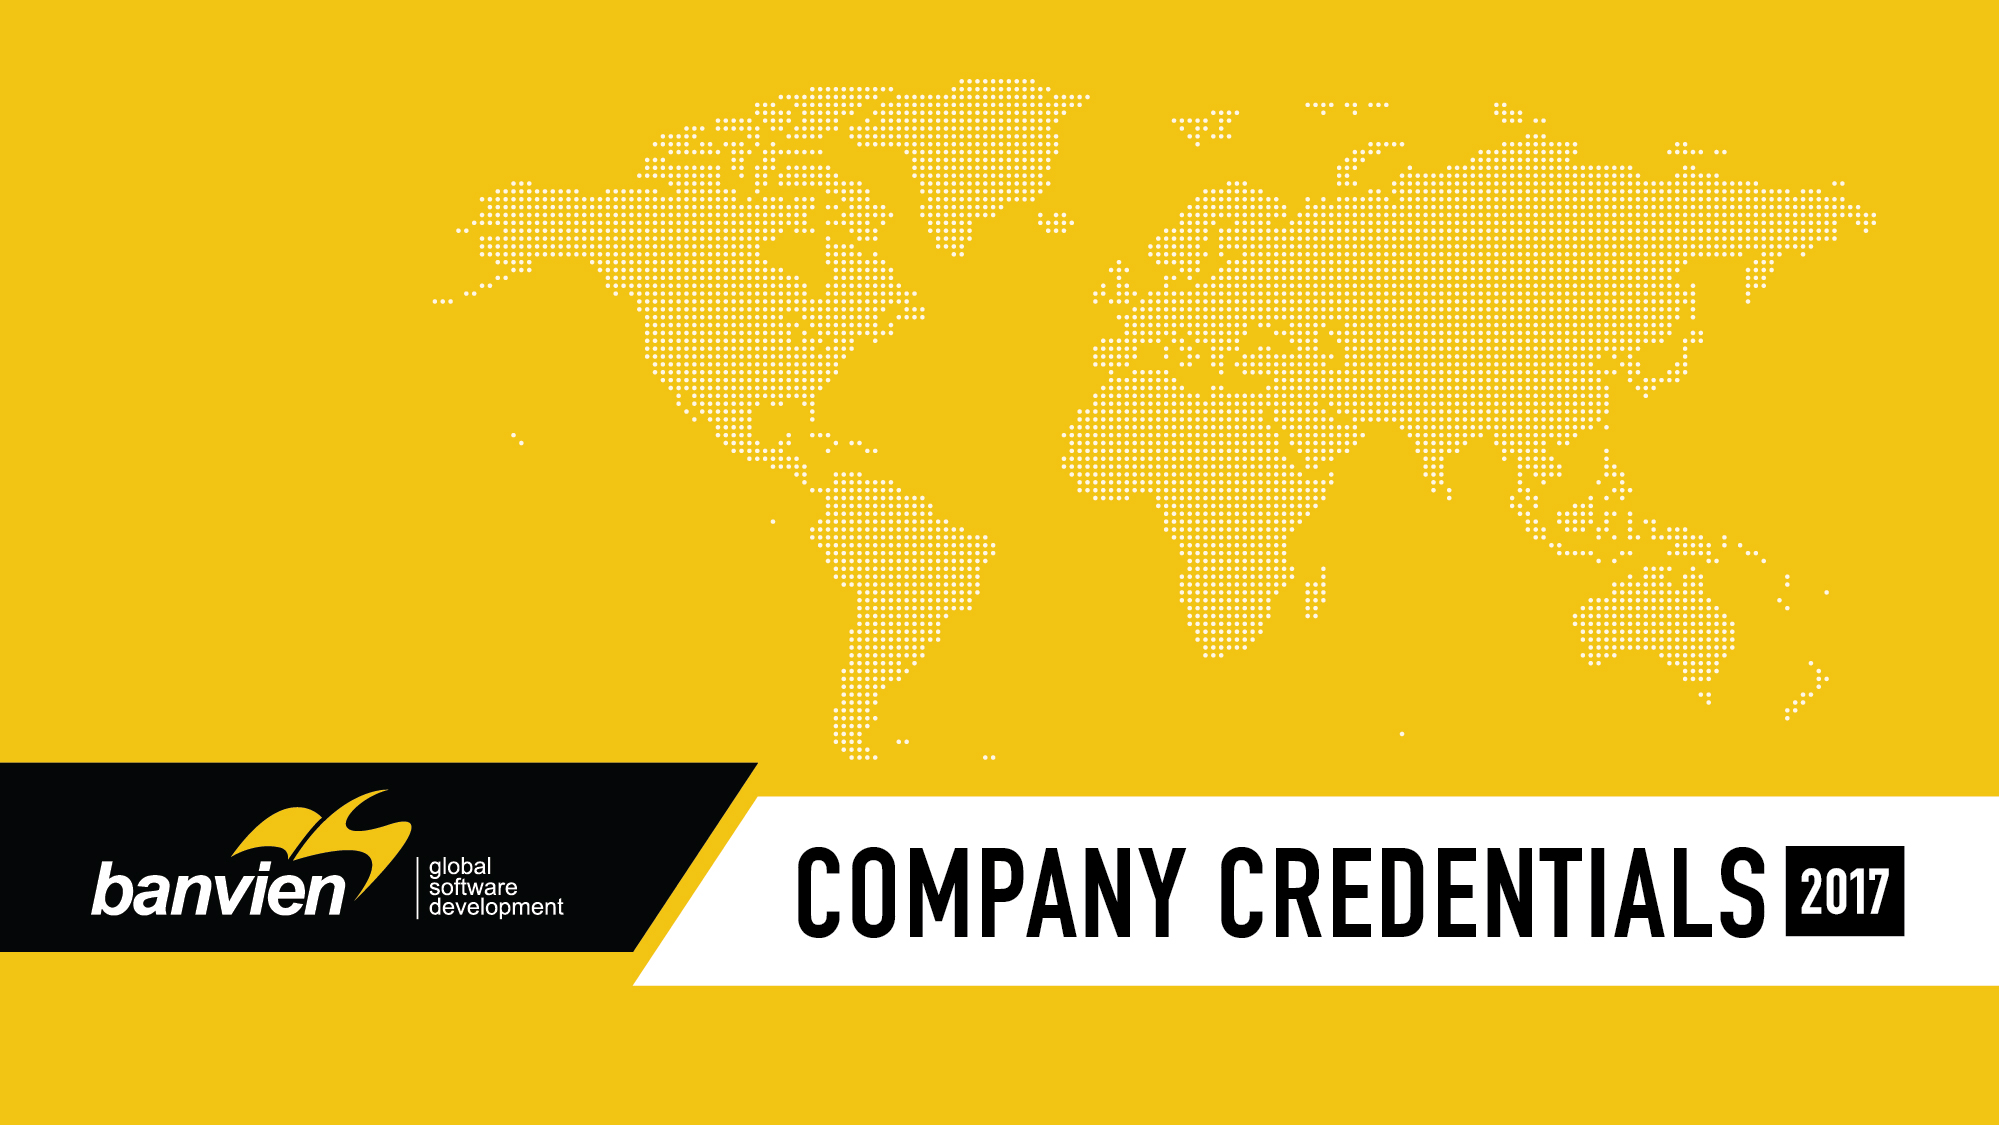 banvien
global
software
development
COMPANY CREDENTIALS 2017